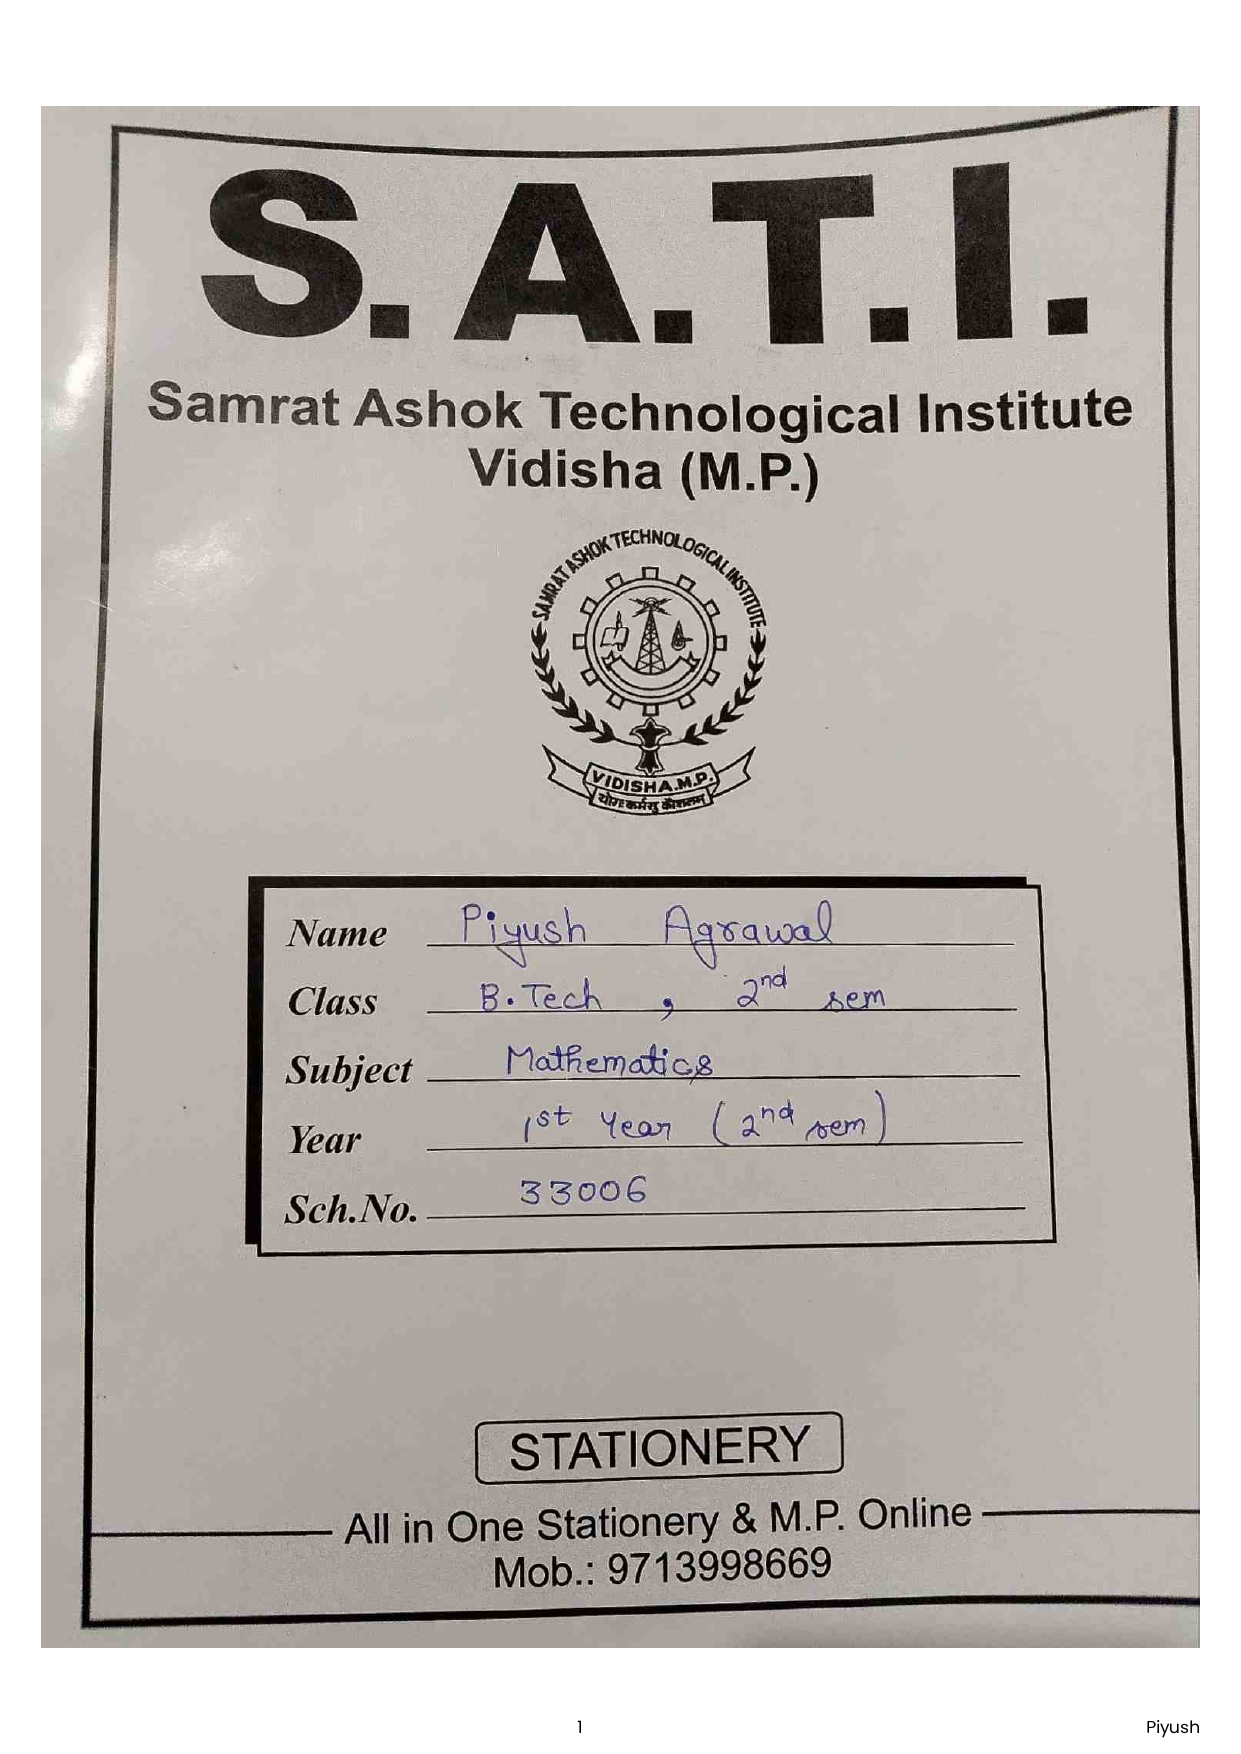 S.A.T.I.
Samrat Ashok Technological Institute
Vidisha (M.P.)
SAMRAT ASHOK TECHNOLOGICAL INSTITUTE
VIDISHA.M.P.
योगः कर्मसु कौशलम्
Name Piyush Agrawal
Class B.Tech , 2nd sem
Subject Mathematics
Year 1st Year (2nd sem)
Sch.No. 33006
STATIONERY
All in One Stationery & M.P. Online
Mob.: 9713998669
1 Piyush